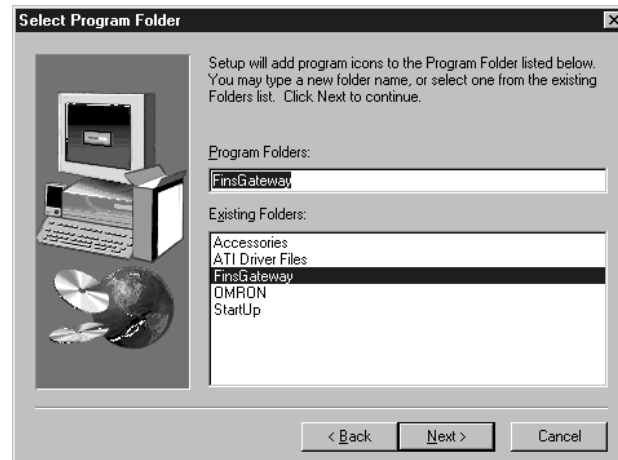 Select Program Folder
Setup will add program icons to the Program Folder listed below.
You may type a new folder name, or select one from the existing
Folders list. Click Next to continue.
Program Folders:
FinsGateway
Existing Folders:
Accessories
ATI Driver Files
FinsGateway
OMRON
StartUp
< Back
Next >
Cancel